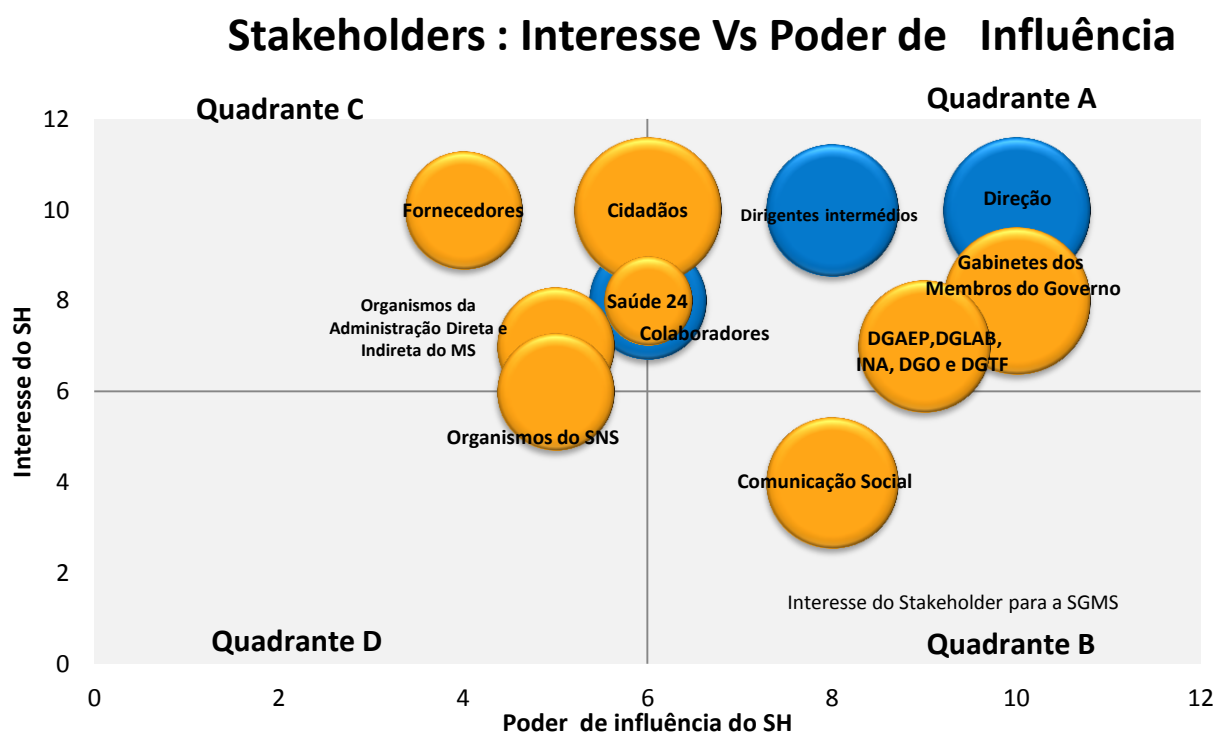 Stakeholders : Interesse Vs Poder de Influência
Quadrante C
Quadrante A
12
10
8
6
4
2
0
Interesse do SH
Fornecedores
Cidadãos
Dirigentes intermédios
Direção
Gabinetes dos
Membros do Governo
Saúde 24
Colaboradores
Organismos da
Administração Direta e
Indireta do MS
DGAEP,DGLAB,
INA, DGO e DGTF
Organismos do SNS
Comunicação Social
Interesse do Stakeholder para a SGMS
Quadrante D
Quadrante B
0 2 4 6 8 10 12
Poder de influência do SH